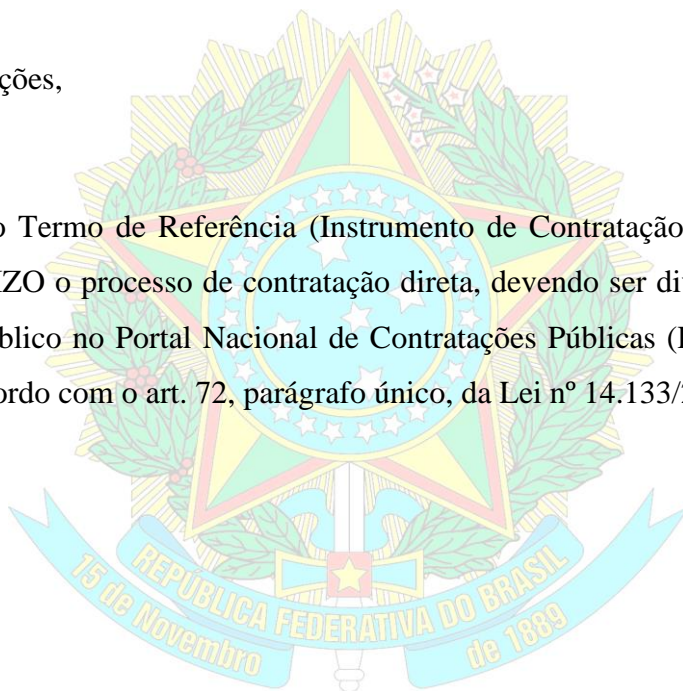 ções,
o Termo de Referência (Instrumento de Contratação
IZO o processo de contratação direta, devendo ser di
blico no Portal Nacional de Contratações Públicas (
ordo com o art. 72, parágrafo único, da Lei nº 14.133/
REPÚBLICA FEDERATIVA DO BRASIL
15 de Novembro
de 1889